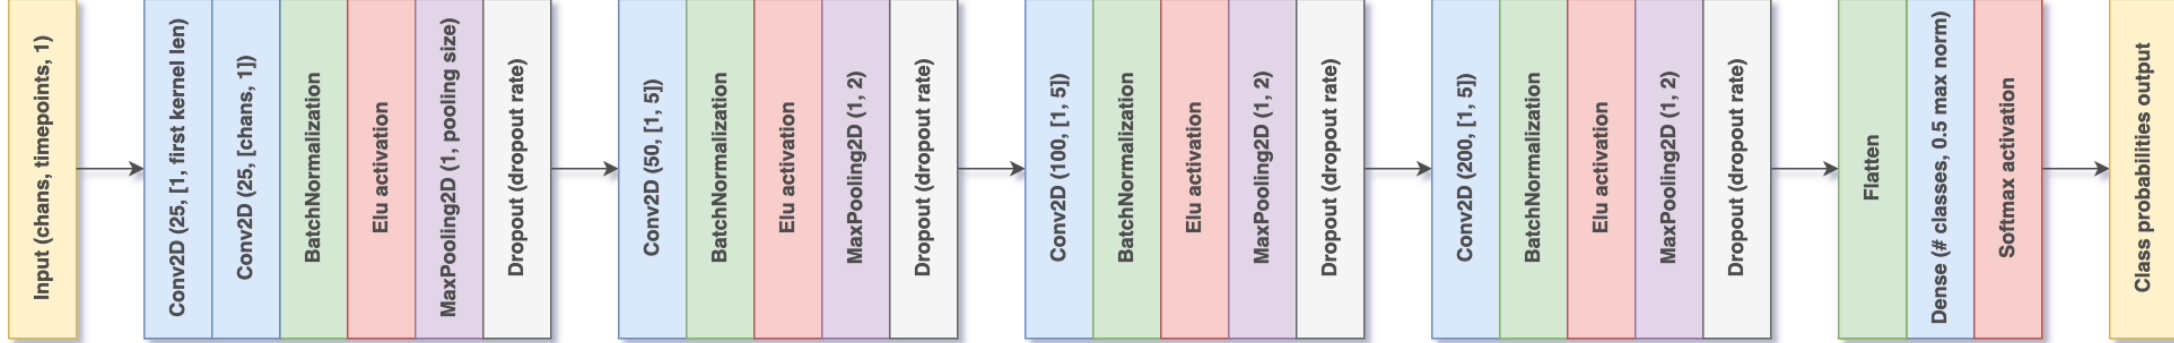 Input (chans, timepoints, 1)
Conv2D (25, [1, first kernel len)
Conv2D (25, [chans, 1])
BatchNormalization
Elu activation
MaxPooling2D (1, pooling size)
Dropout (dropout rate)
Conv2D (50, [1, 5])
BatchNormalization
Elu activation
MaxPooling2D (1, 2)
Dropout (dropout rate)
Conv2D (100, [1, 5])
BatchNormalization
Elu activation
MaxPooling2D (1, 2)
Dropout (dropout rate)
Conv2D (200, [1, 5])
BatchNormalization
Elu activation
MaxPooling2D (1, 2)
Dropout (dropout rate)
Flatten
Dense (# classes, 0.5 max norm)
Softmax activation
Class probabilities output